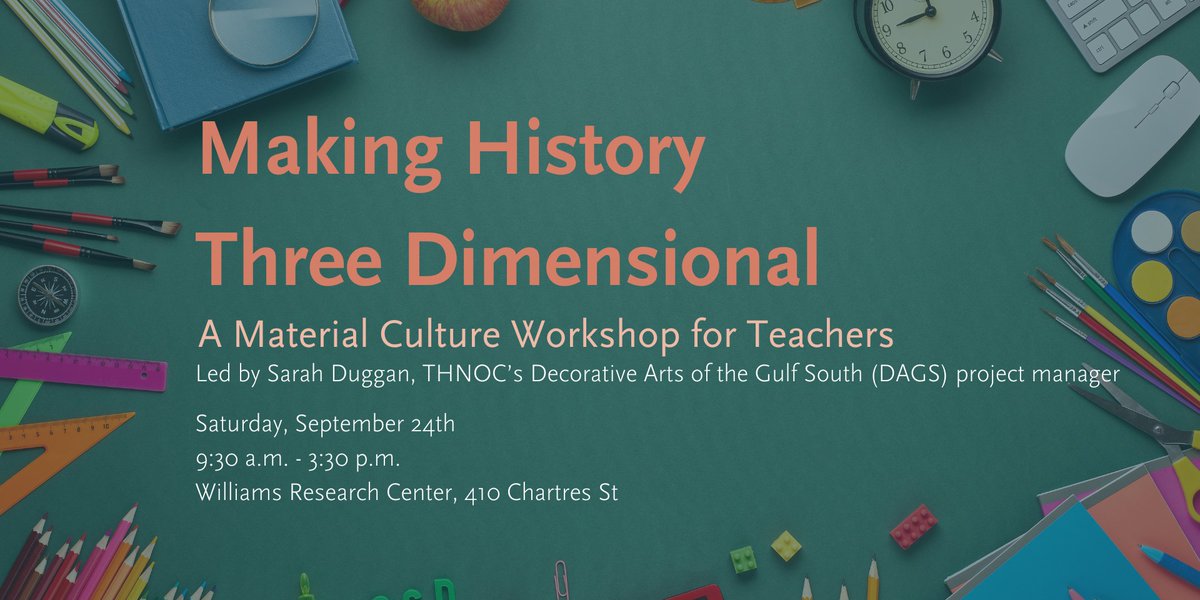 Making History
Three Dimensional
A Material Culture Workshop for Teachers
Led by Sarah Duggan, THNOC's Decorative Arts of the Gulf South (DAGS) project manager
Saturday, September 24th
9:30 a.m. - 3:30 p.m.
Williams Research Center, 410 Chartres St